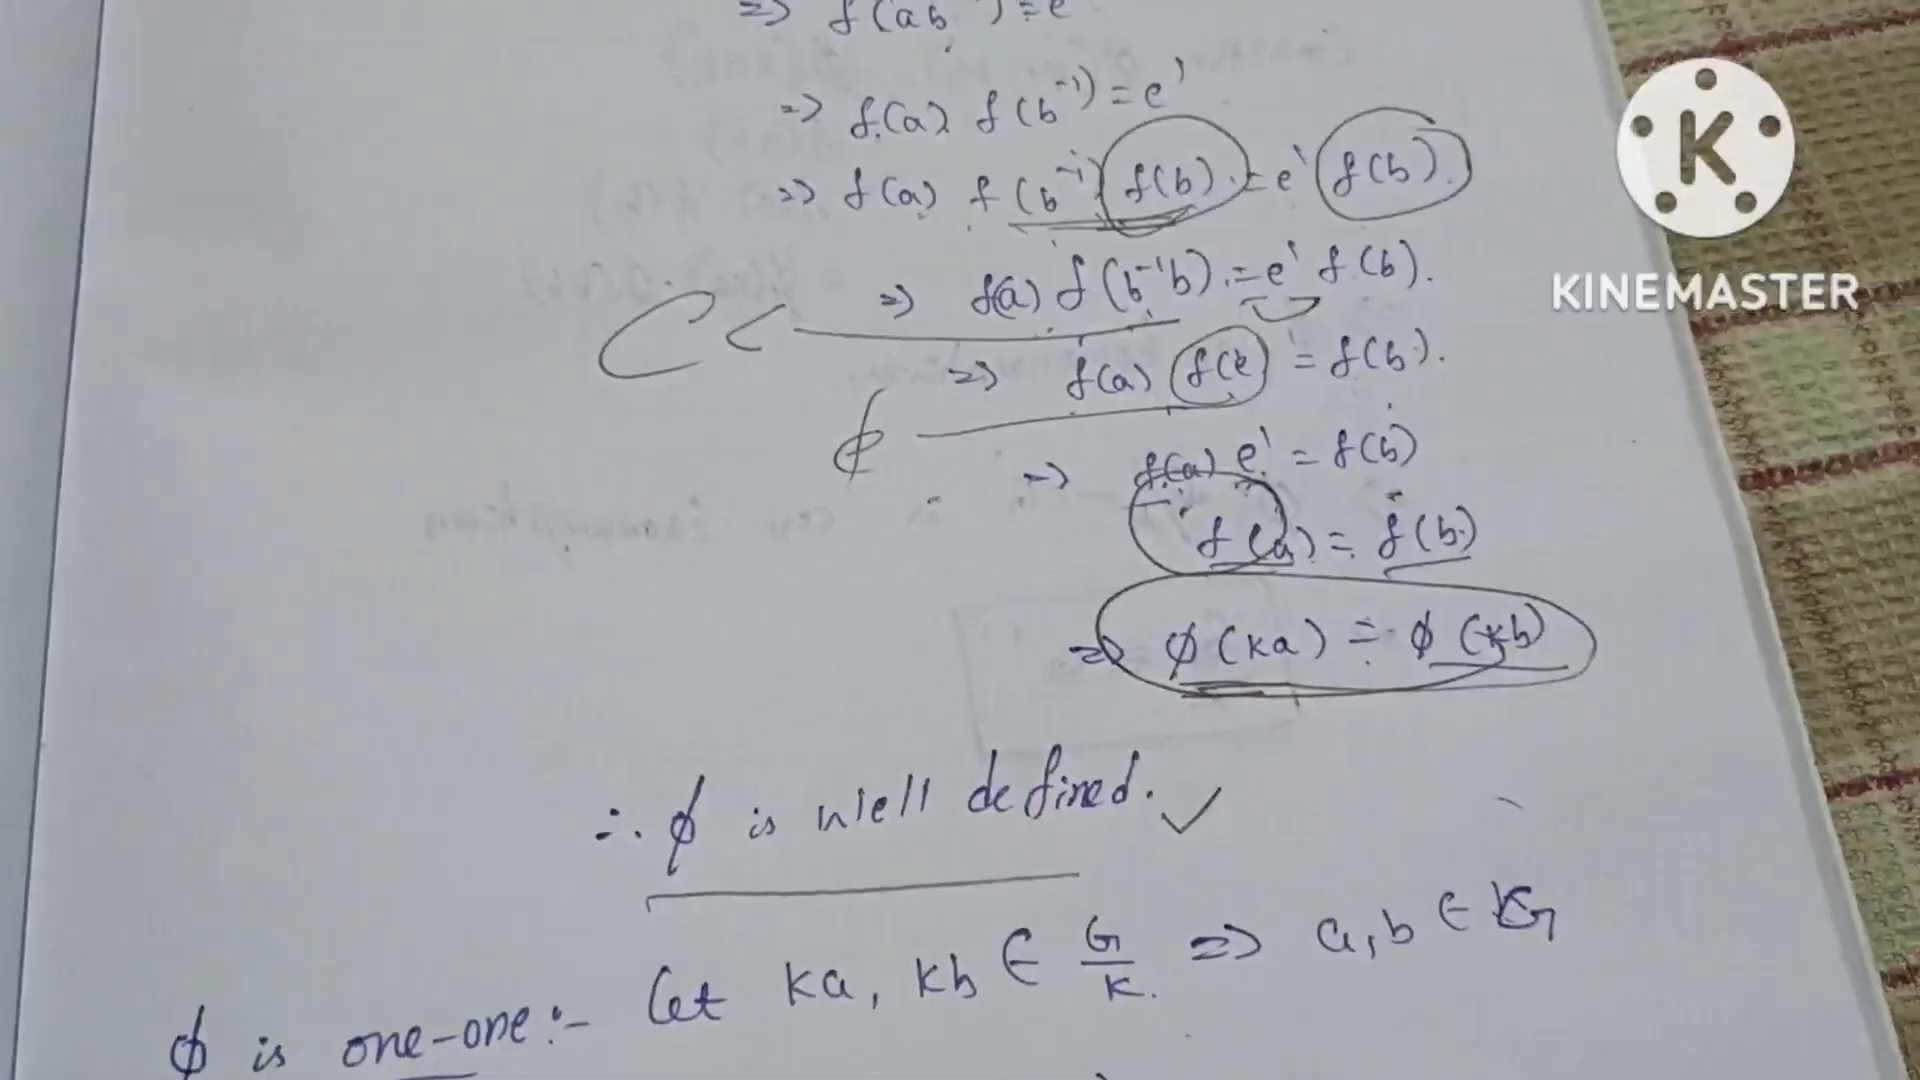 => f(ab⁻¹) = e'
=> f(a) f(b⁻¹) = e'
=> f(a) f(b⁻¹) f(b) = e' f(b).
=> f(a) f(b⁻¹b) = e' f(b).
=> f(a) f(e) = f(b).
=> f(a) e' = f(b)
f(a) = f(b)
=> ϕ(ka) = ϕ(kb)
∴ ϕ is well defined. ✓
ϕ is one-one:- Let ka, kb ∈ G/K. => a, b ∈ G
K
KINEMASTER